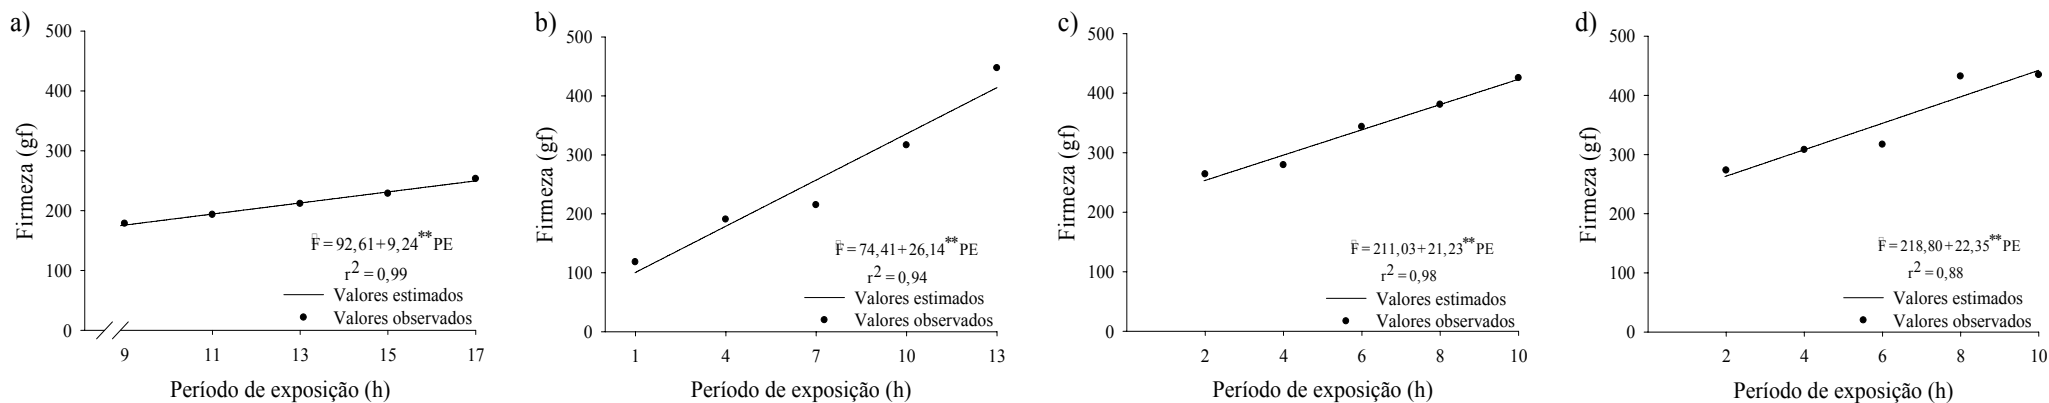 a)
500
400
300
200
100
0
Firmeza (gf)
F = 92,61+9,24**PE
r2 = 0,99
Valores estimados
Valores observados
9 11 13 15 17
Período de exposição (h)
b)
500
400
300
200
100
0
Firmeza (gf)
F = 74,41+26,14**PE
r2 = 0,94
Valores estimados
Valores observados
1 4 7 10 13
Período de exposição (h)
c)
500
400
300
200
100
0
Firmeza (gf)
F = 211,03+21,23**PE
r2 = 0,98
Valores estimados
Valores observados
2 4 6 8 10
Período de exposição (h)
d)
500
400
300
200
100
0
Firmeza (gf)
F = 218,80+22,35**PE
r2 = 0,88
Valores estimados
Valores observados
2 4 6 8 10
Período de exposição (h)